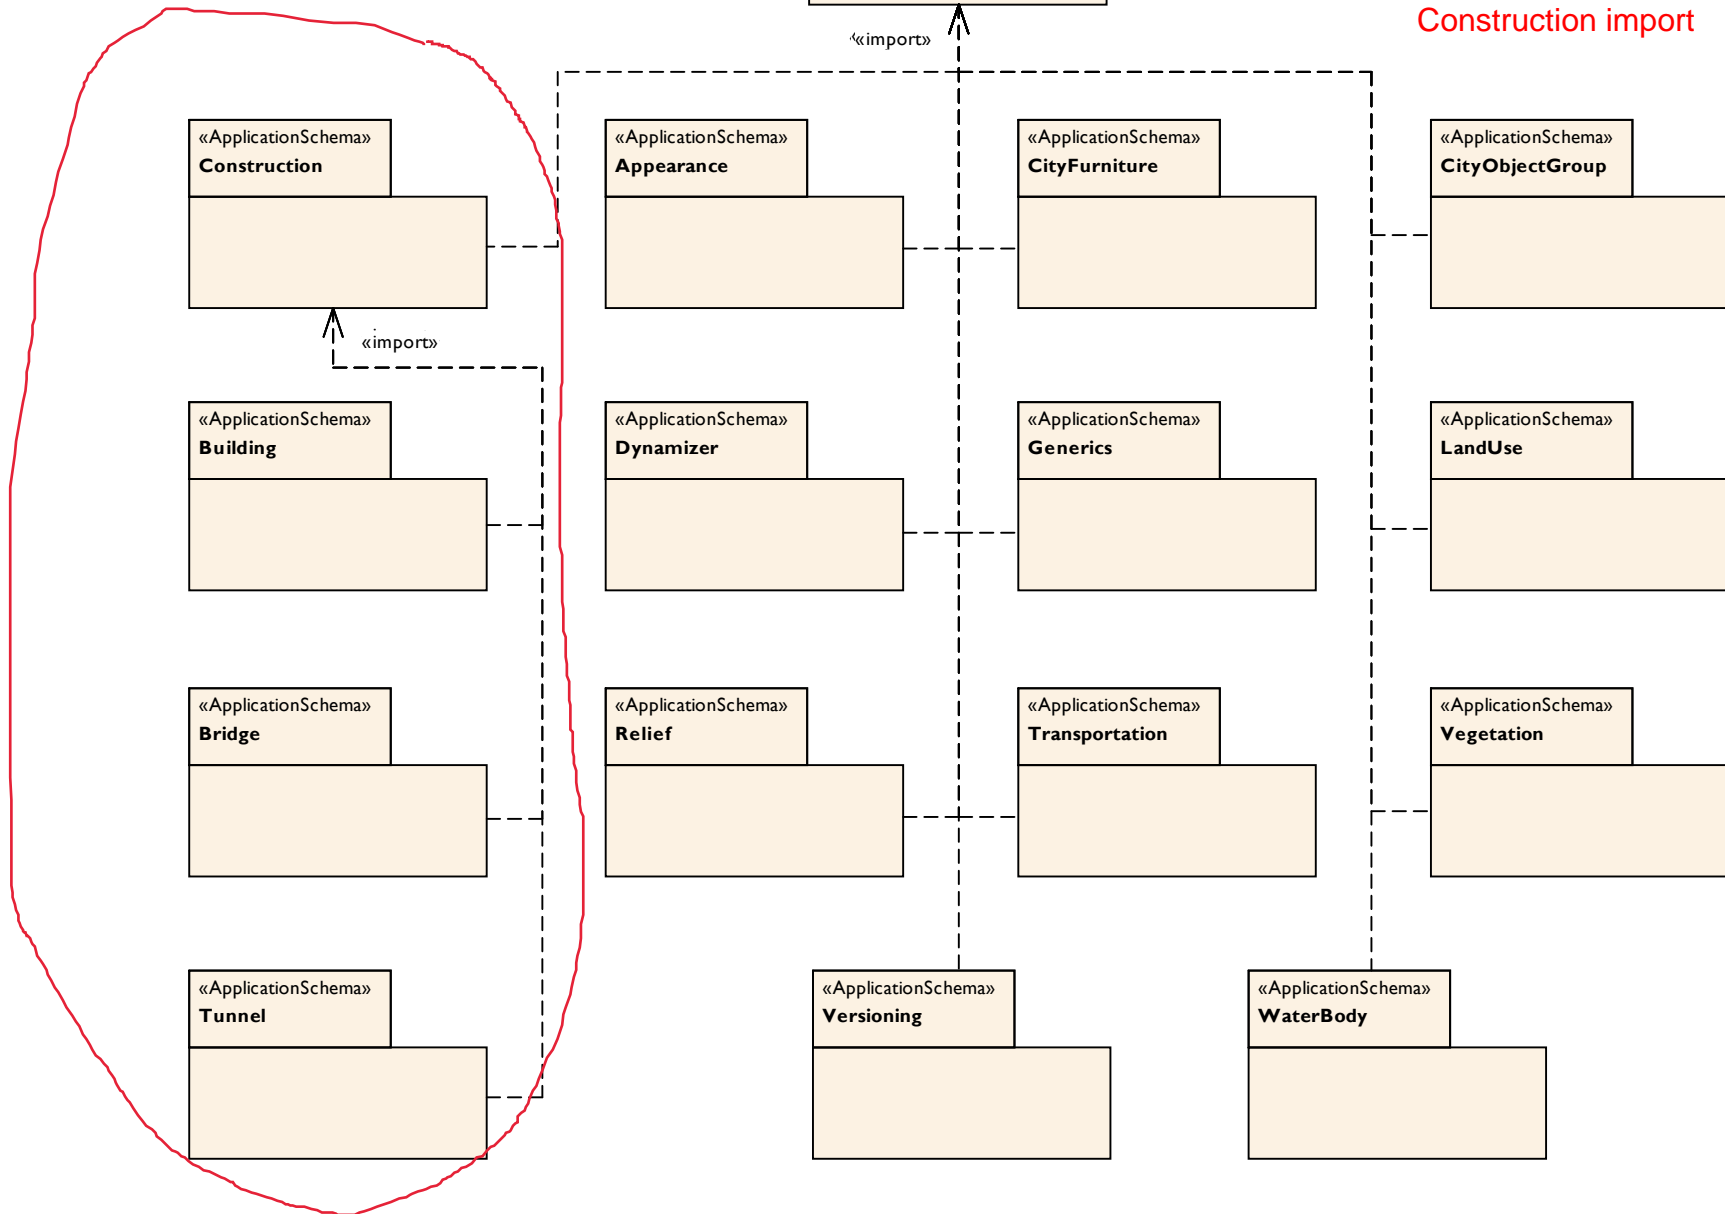 Construction import
«import»
«ApplicationSchema»
Construction
«ApplicationSchema»
Appearance
«ApplicationSchema»
CityFurniture
«ApplicationSchema»
CityObjectGroup
«import»
«ApplicationSchema»
Building
«ApplicationSchema»
Dynamizer
«ApplicationSchema»
Generics
«ApplicationSchema»
LandUse
«ApplicationSchema»
Bridge
«ApplicationSchema»
Relief
«ApplicationSchema»
Transportation
«ApplicationSchema»
Vegetation
«ApplicationSchema»
Tunnel
«ApplicationSchema»
Versioning
«ApplicationSchema»
WaterBody